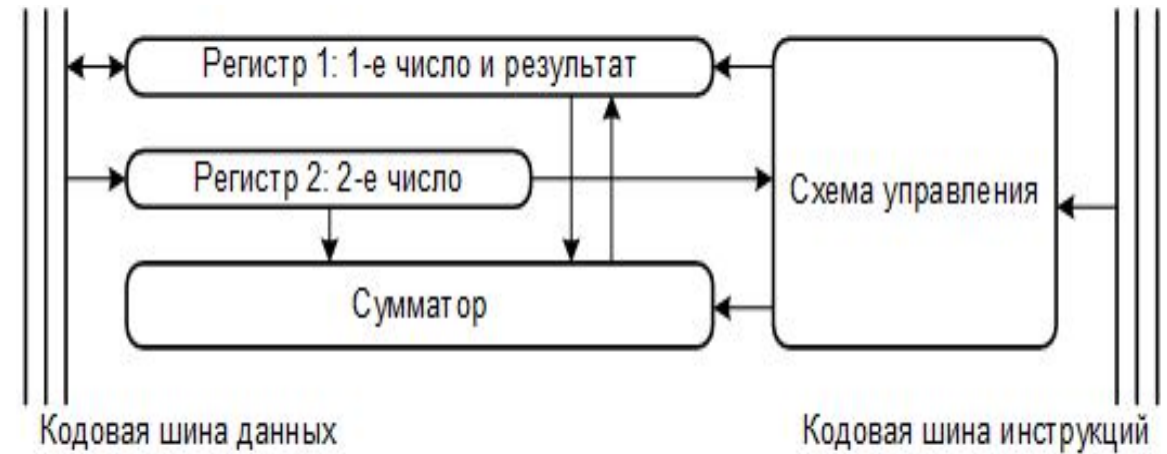 Регистр 1: 1-е число и результат
Регистр 2: 2-е число
Схема управления
Сумматор
Кодовая шина данных
Кодовая шина инструкций